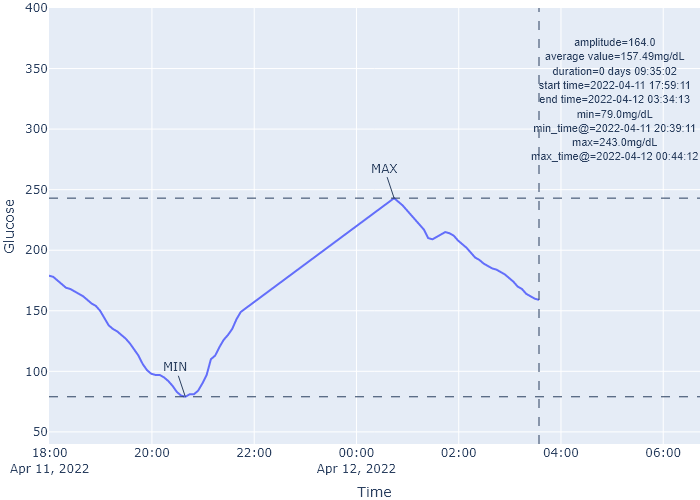 400
350
300
250
200
150
100
50
Glucose
amplitude=164.0
average value=157.49mg/dL
duration=0 days 09:35:02
start time=2022-04-11 17:59:11
end time=2022-04-12 03:34:13
min=79.0mg/dL
min_time@=2022-04-11 20:39:11
max=243.0mg/dL
max_time@=2022-04-12 00:44:12
MAX
MIN
18:00 20:00 22:00 00:00 02:00 04:00 06:00
Apr 11, 2022 Apr 12, 2022
Time